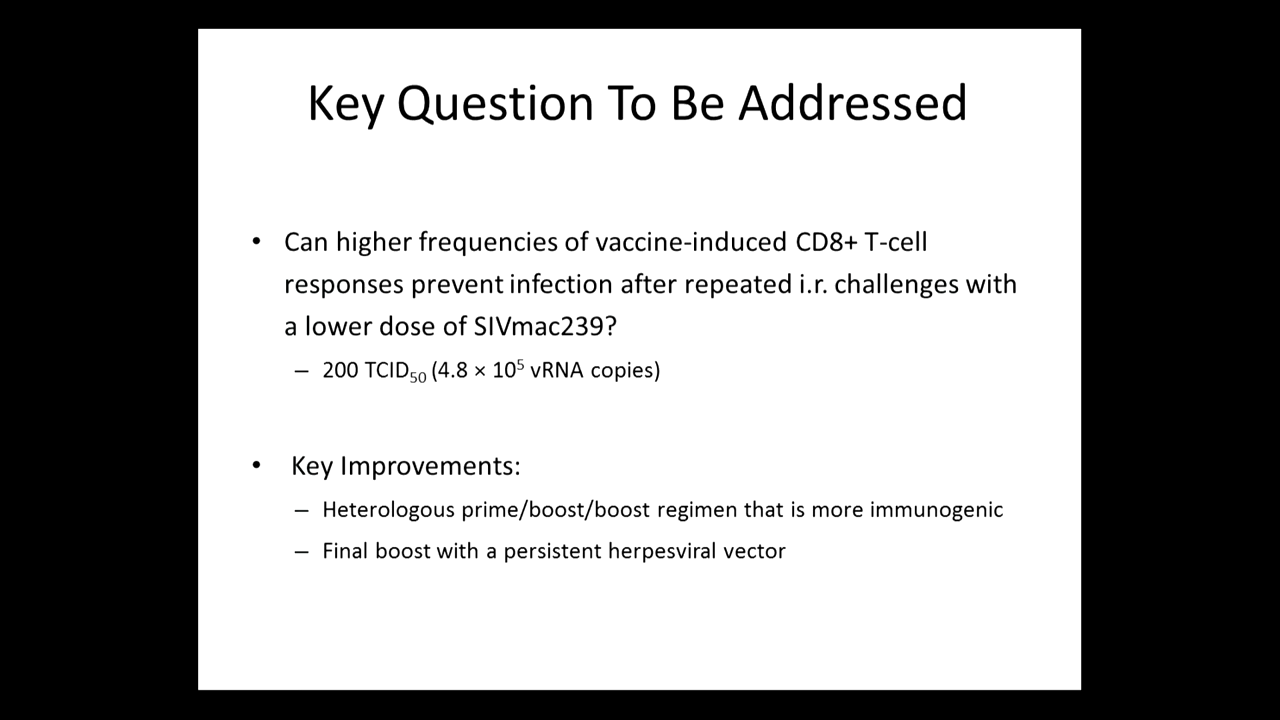 Key Question To Be Addressed
• Can higher frequencies of vaccine-induced CD8+ T-cell
responses prevent infection after repeated i.r. challenges with
a lower dose of SIVmac239?
– 200 TCID₅₀ (4.8 × 10⁵ vRNA copies)
• Key Improvements:
– Heterologous prime/boost/boost regimen that is more immunogenic
– Final boost with a persistent herpesviral vector